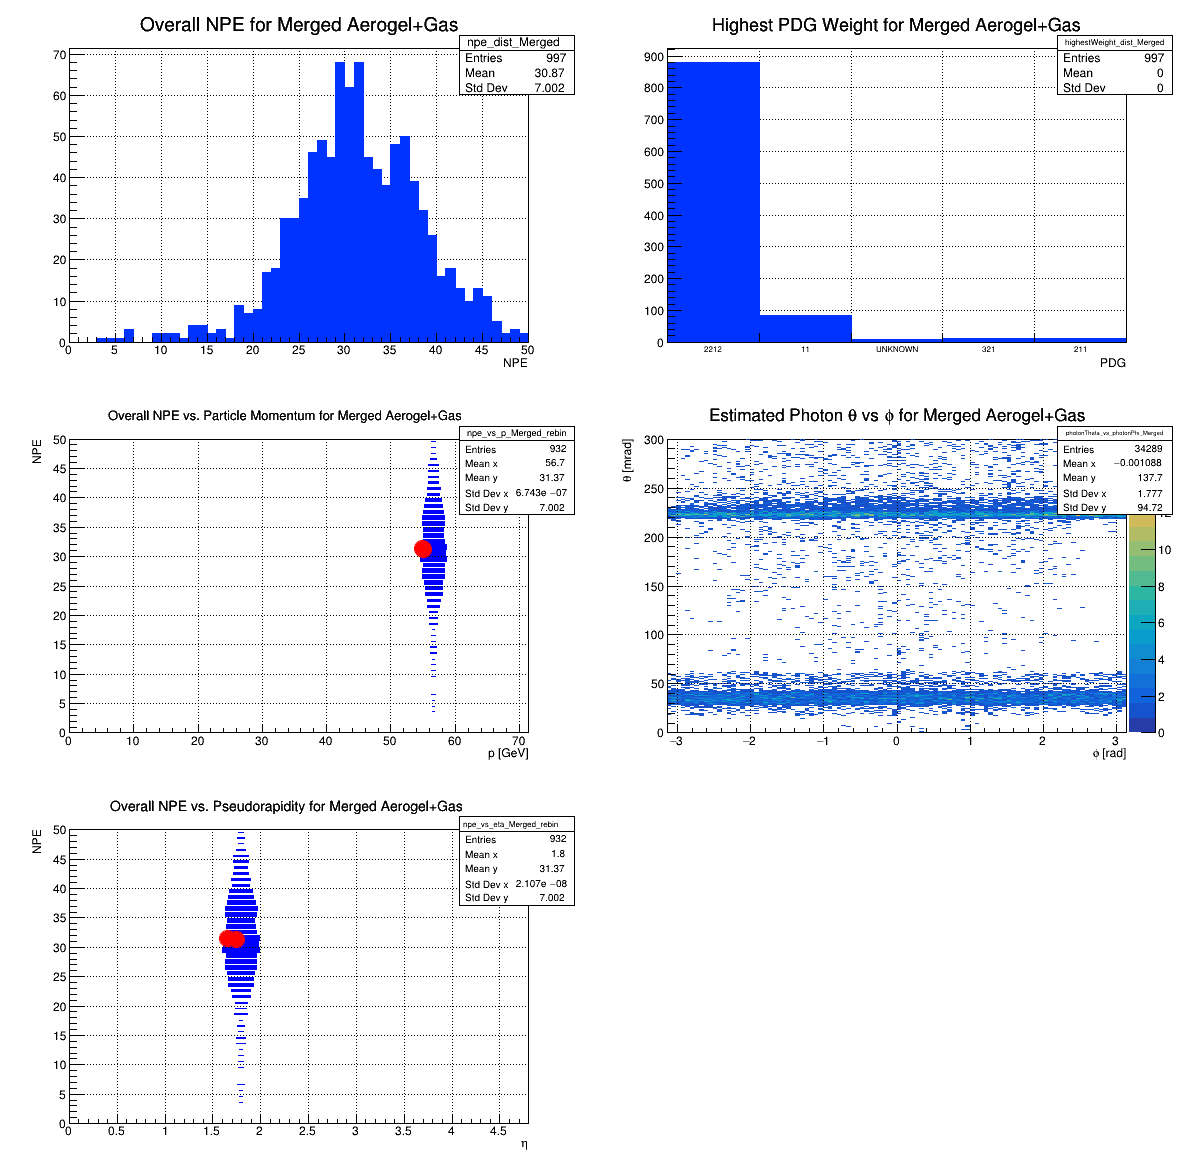 Overall NPE for Merged Aerogel+Gas
npe_dist_Merged
Entries 997
Mean 30.87
Std Dev 7.002
70
60
50
40
30
20
10
0
0 5 10 15 20 25 30 35 40 45 50
NPE
Highest PDG Weight for Merged Aerogel+Gas
highestWeight_dist_Merged
Entries 997
Mean 0
Std Dev 0
900
800
700
600
500
400
300
200
100
0
2212 11 UNKNOWN 321 211
PDG
Overall NPE vs. Particle Momentum for Merged Aerogel+Gas
npe_vs_p_Merged_rebin
Entries 932
Mean x 56.7
Mean y 31.37
Std Dev x 6.743e −07
Std Dev y 7.002
NPE
50
45
40
35
30
25
20
15
10
5
0
0 10 20 30 40 50 60 70
p [GeV]
Estimated Photon θ vs ϕ for Merged Aerogel+Gas
photonTheta_vs_photonPhi_Merged
Entries 34289
Mean x −0.001088
Mean y 137.7
Std Dev x 1.777
Std Dev y 94.72
θ [mrad]
300
250
200
150
100
50
0
−3 −2 −1 0 1 2 3
ϕ [rad]
10
8
6
4
2
0
Overall NPE vs. Pseudorapidity for Merged Aerogel+Gas
npe_vs_eta_Merged_rebin
Entries 932
Mean x 1.8
Mean y 31.37
Std Dev x 2.107e −08
Std Dev y 7.002
NPE
50
45
40
35
30
25
20
15
10
5
0
0 0.5 1 1.5 2 2.5 3 3.5 4 4.5
η